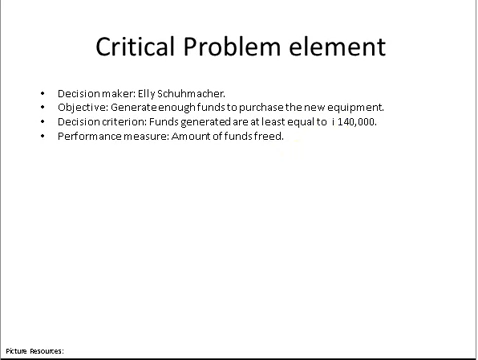 Critical Problem element
• Decision maker: Elly Schuhmacher.
• Objective: Generate enough funds to purchase the new equipment.
• Decision criterion: Funds generated are at least equal to i 140,000.
• Performance measure: Amount of funds freed.
Picture Resources: